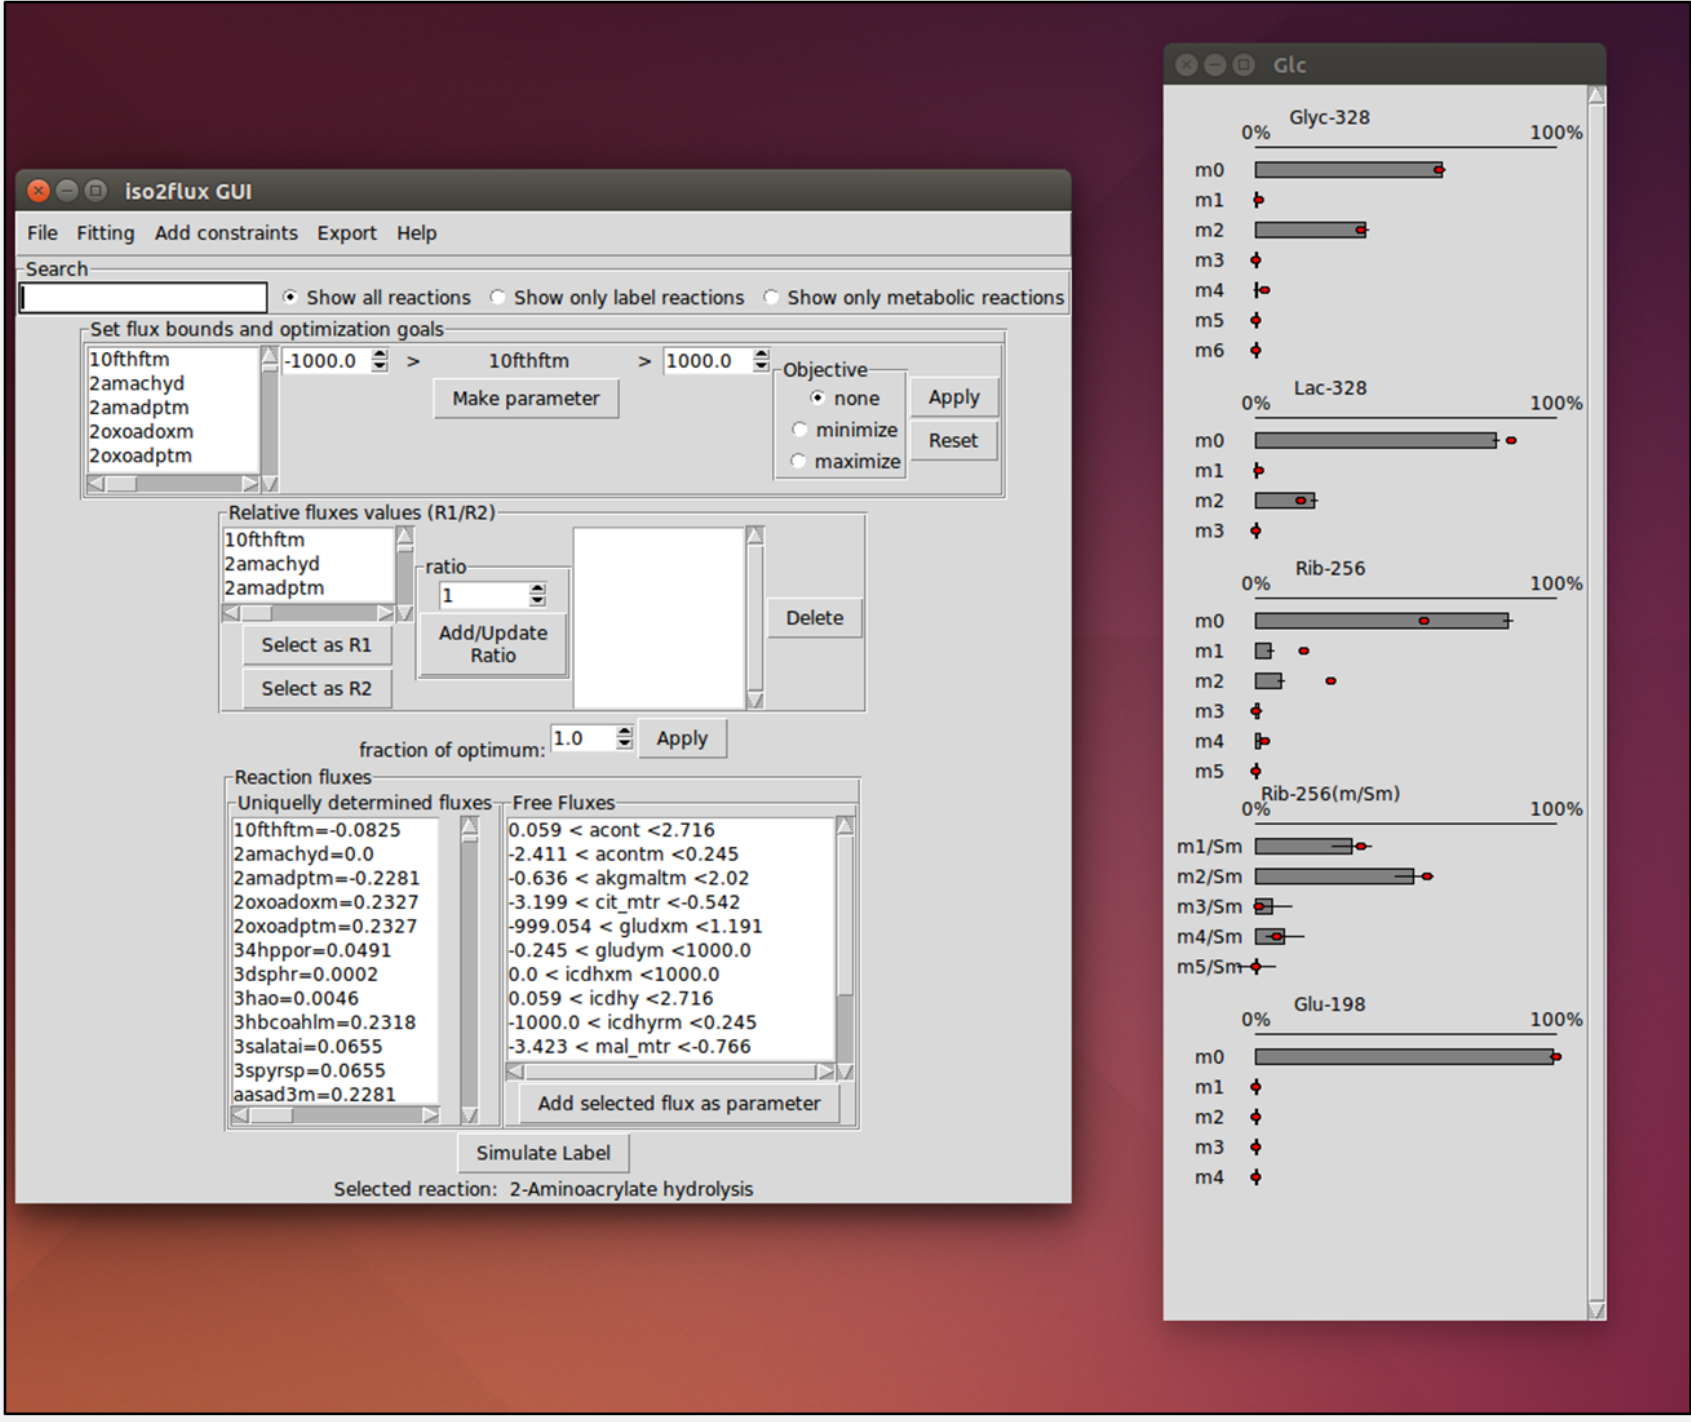 iso2flux GUI
File Fitting Add constraints Export Help
Search
Show all reactions Show only label reactions Show only metabolic reactions
Set flux bounds and optimization goals
10fthftm
2amachyd
2amadptm
2oxoadoxm
2oxoadptm
-1000.0 > 10fthftm > 1000.0
Make parameter
Objective
none
minimize
maximize
Apply
Reset
Relative fluxes values (R1/R2)
10fthftm
2amachyd
2amadptm
Select as R1
Select as R2
ratio
1
Add/Update
Ratio
Delete
fraction of optimum: 1.0 Apply
Reaction fluxes
Uniquelly determined fluxes
10fthftm=-0.0825
2amachyd=0.0
2amadptm=-0.2281
2oxoadoxm=0.2327
2oxoadptm=0.2327
34hppor=0.0491
3dsphr=0.0002
3hao=0.0046
3hbcoahlm=0.2318
3salatai=0.0655
3spyrsp=0.0655
aasad3m=0.2281
Free Fluxes
0.059 < acont <2.716
-2.411 < acontm <0.245
-0.636 < akgmaltm <2.02
-3.199 < cit_mtr <-0.542
-999.054 < gludxm <1.191
-0.245 < gludym <1000.0
0.0 < icdhxm <1000.0
0.059 < icdhy <2.716
-1000.0 < icdhyrm <0.245
-3.423 < mal_mtr <-0.766
Add selected flux as parameter
Simulate Label
Selected reaction: 2-Aminoacrylate hydrolysis
Glc
Glyc-328
0% 100%
m0
m1
m2
m3
m4
m5
m6
Lac-328
0% 100%
m0
m1
m2
m3
Rib-256
0% 100%
m0
m1
m2
m3
m4
m5
Rib-256(m/Sm)
0% 100%
m1/Sm
m2/Sm
m3/Sm
m4/Sm
m5/Sm
Glu-198
0% 100%
m0
m1
m2
m3
m4